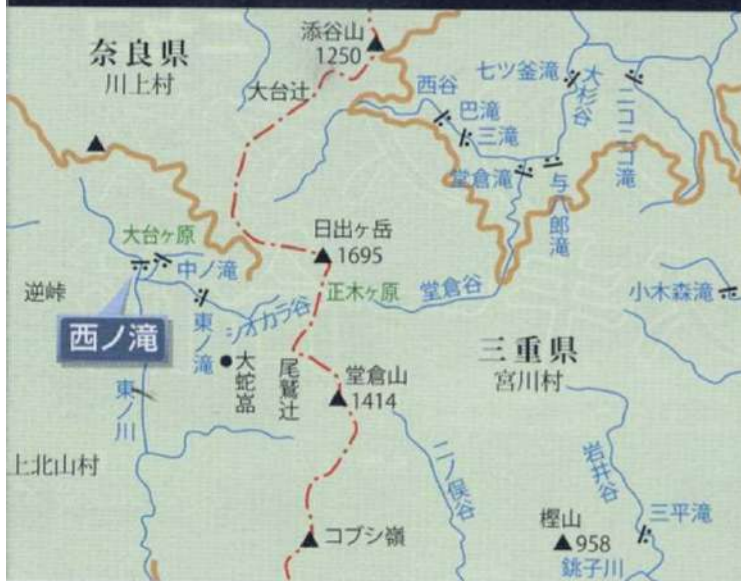 添谷山
1250
奈良県
川上村
大台辻
西谷
巴滝
三滝
七ツ釜滝
大杉谷
ニコニコ滝
堂倉滝
与八郎滝
日出ヶ岳
1695
大台ヶ原
中ノ滝
逆峠
西ノ滝
東ノ滝
シオカラ谷
大蛇嵓
尾鷲辻
正木ヶ原
堂倉谷
小木森滝
三重県
宮川村
堂倉山
1414
東ノ川
上北山村
二ノ俣谷
岩井谷
三平滝
樫山
958
銚子川
コブシ嶺